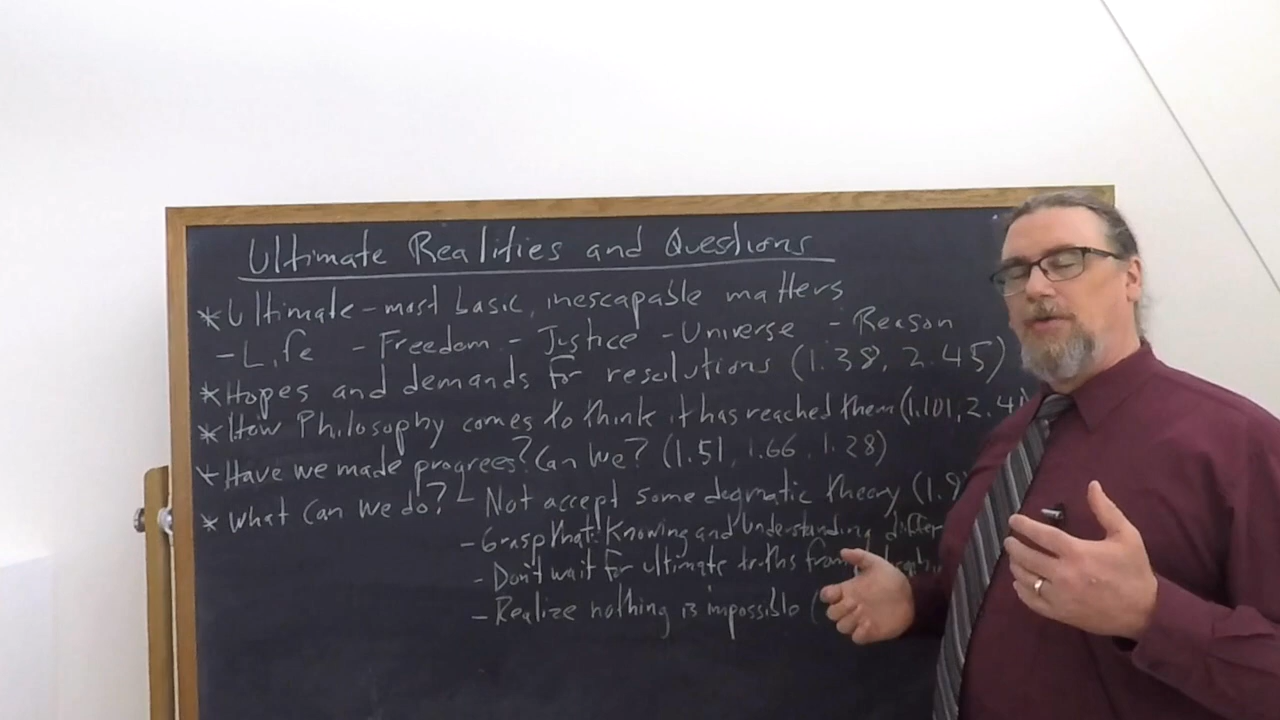 Ultimate Realities and Questions
* Ultimate - most basic, inescapable matters
- Life - Freedom - Justice - Universe - Reason
* Hopes and demands for resolutions (1.38, 2.45)
* How Philosophy comes to think it has reached them (1.101, 2.4
* Have we made progrees? Can we? (1.51, 1.66, 1.28)
* What Can we do? - Not accept some dogmatic theory (1.9
- Grasp that Knowing and Understanding differ
- Don't wait for ultimate truths from
- Realize nothing is impossible (